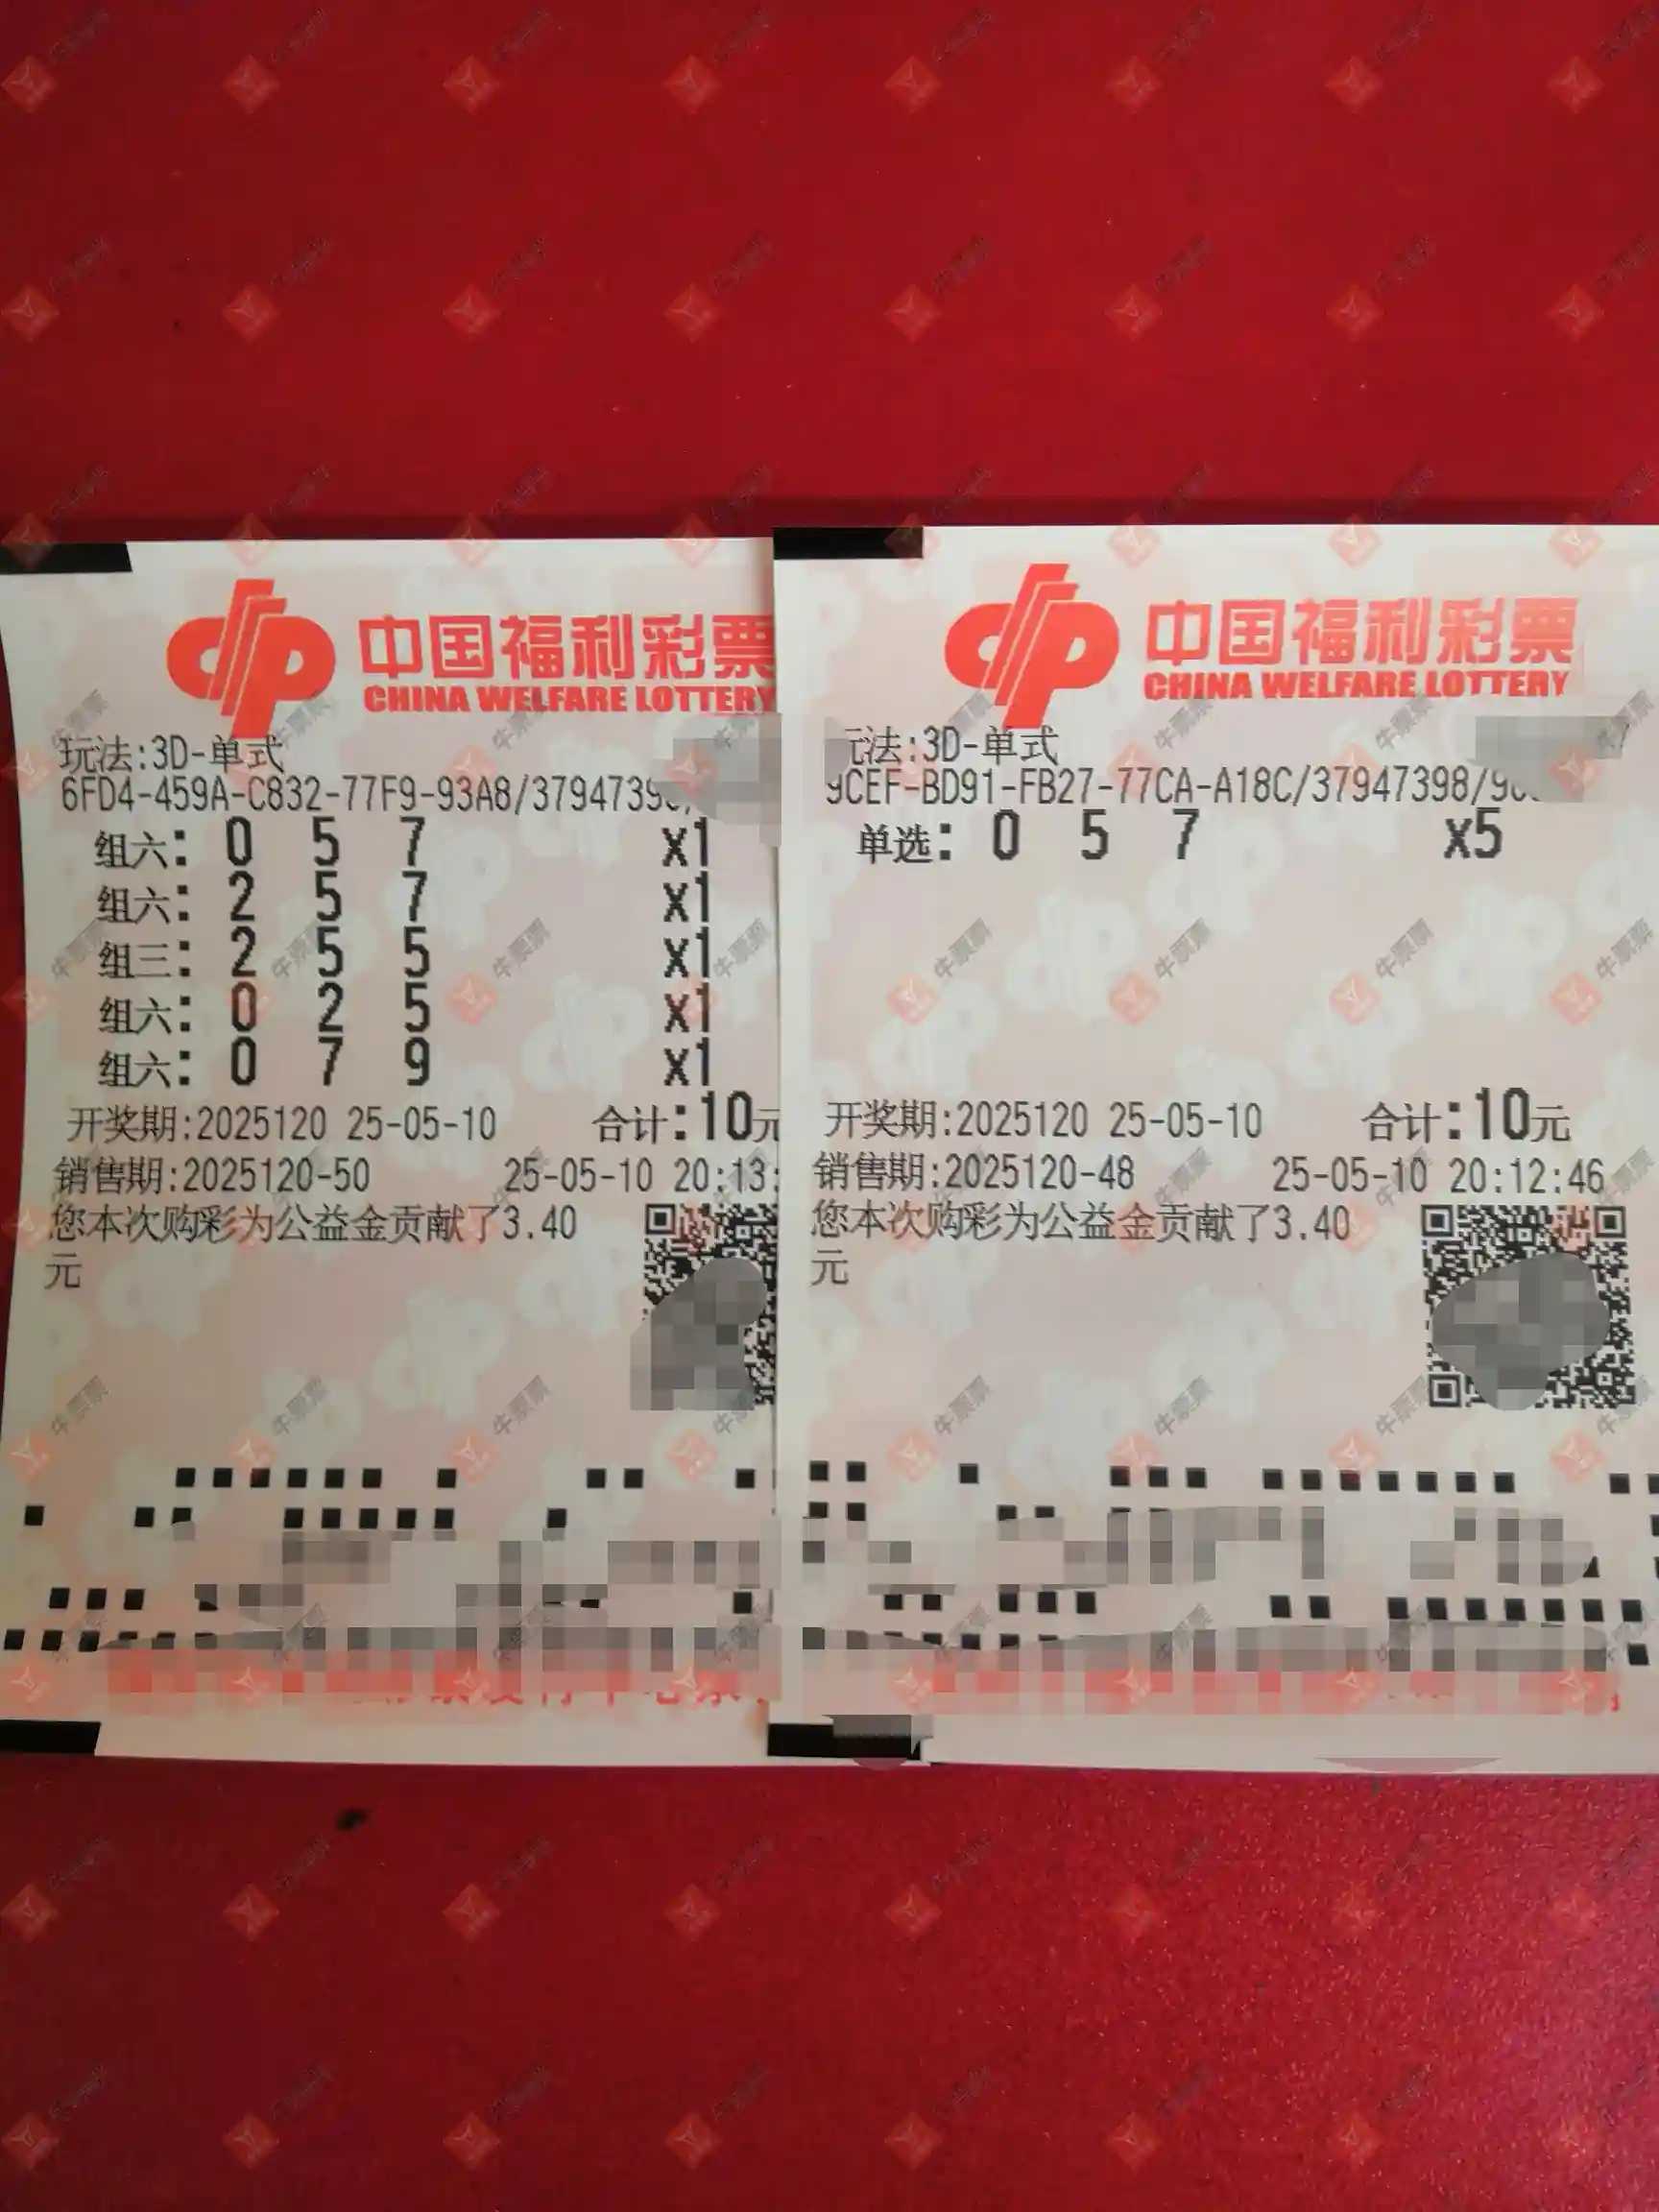 中国福利彩票
CHINA WELFARE LOTTERY
玩法:3D-单式
6FD4-459A-C832-77F9-93A8/3794739
组六: 0 5 7 x1
组六: 2 5 7 x1
组三: 2 5 5 x1
组六: 0 2 5 x1
组六: 0 7 9 x1
开奖期:2025120 25-05-10 合计:10元
销售期:2025120-50 25-05-10 20:13:
您本次购彩为公益金贡献了3.40
元
中国福利彩票
CHINA WELFARE LOTTERY
玩法:3D-单式
9CEF-BD91-FB27-77CA-A18C/37947398/9
单选: 0 5 7 x5
开奖期:2025120 25-05-10 合计:10元
销售期:2025120-48 25-05-10 20:12:46
您本次购彩为公益金贡献了3.40
元
牛票票